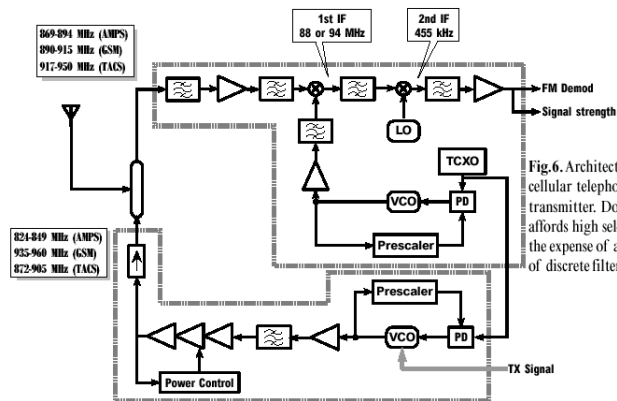 869-894 MHz (AMPS)
890-915 MHz (GSM)
917-950 MHz (TACS)
1st IF
88 or 94 MHz
2nd IF
455 kHz
FM Demod
Signal strength
LO
TCXO
VCO
PD
Prescaler
Fig.6. Architect
cellular telepho
transmitter. Do
affords high sel
the expense of a
of discrete filter
824-849 MHz (AMPS)
935-960 MHz (GSM)
872-905 MHz (TACS)
Prescaler
VCO
PD
Power Control
TX Signal